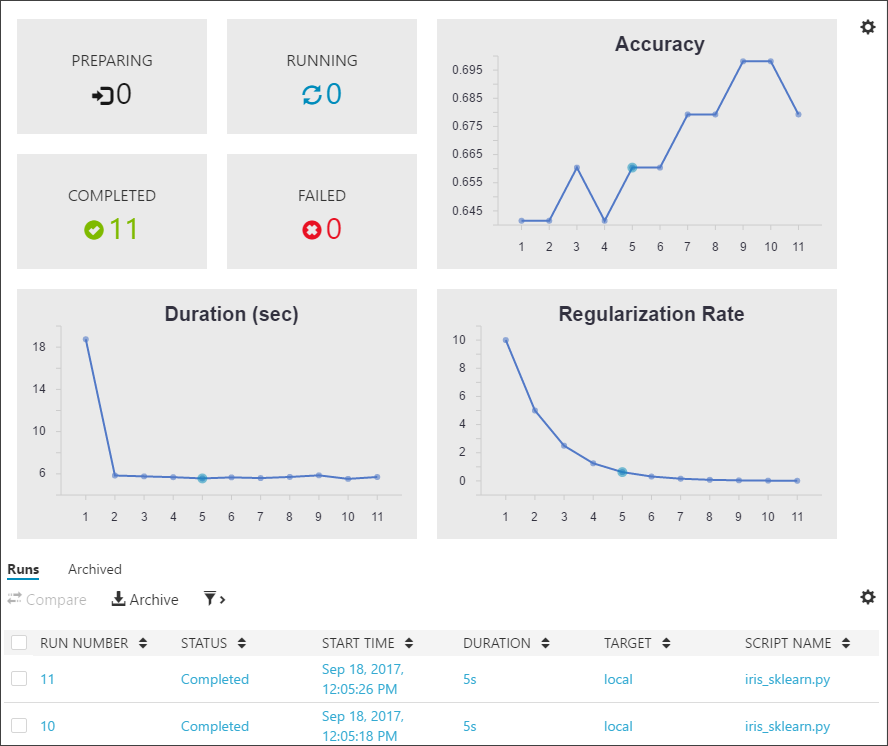 PREPARING
0
RUNNING
0
COMPLETED
11
FAILED
0
Accuracy
0.695
0.685
0.675
0.665
0.655
0.645
1 2 3 4 5 6 7 8 9 10 11
Duration (sec)
18
14
10
6
1 2 3 4 5 6 7 8 9 10 11
Regularization Rate
10
8
6
4
2
0
1 2 3 4 5 6 7 8 9 10 11
Runs Archived
Compare Archive
RUN NUMBER STATUS START TIME DURATION TARGET SCRIPT NAME
11 Completed Sep 18, 2017, 5s local iris_sklearn.py
12:05:26 PM
10 Completed Sep 18, 2017, 5s local iris_sklearn.py
12:05:18 PM